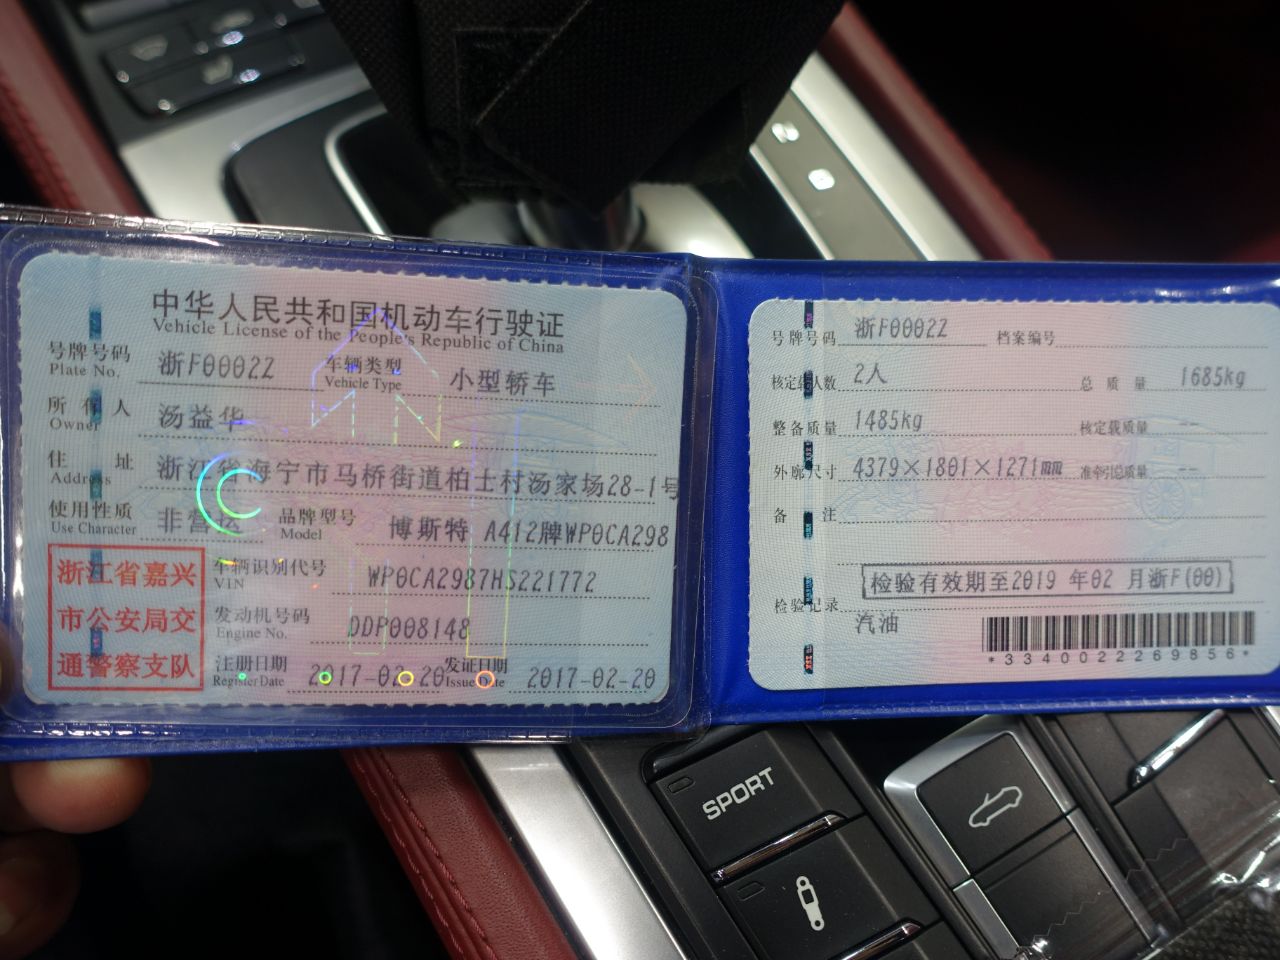 中华人民共和国机动车行驶证
Vehicle License of the People's Republic of China
号牌号码 浙F0002Z 车辆类型 小型轿车
Plate No. Vehicle Type
所有人 汤益华
Owner
住址 浙江省海宁市马桥街道柏士村汤家场28-1号
Address
使用性质 非营运 品牌型号 博斯特 A412牌WP0CA298
Use Character Model
浙江省嘉兴
市公安局交
通警察支队
车辆识别代号 WP0CA2987HS221772
VIN
发动机号码 DDP008148
Engine No.
注册日期 2017-02-20 发证日期 2017-02-20
Register Date Issue Date
号牌号码 浙F0002Z 档案编号
核定载人数 2人 总质量 1685kg
整备质量 1485kg 核定载质量 --
外廓尺寸 4379×1801×1271mm 准牵引总质量 --
备注
检验有效期至2019 年02 月浙F(00)
检验记录
汽油
*3340022269856*
SPORT